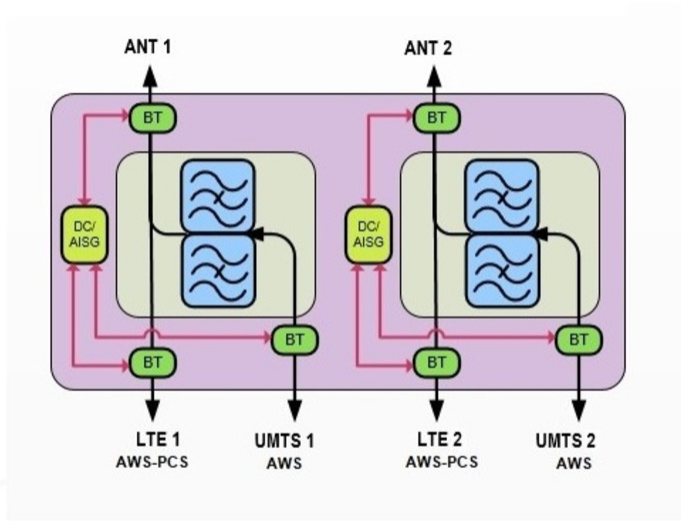 ANT 1
ANT 2
BT
BT
DC/
AISG
DC/
AISG
BT
BT
BT
BT
LTE 1
AWS-PCS
UMTS 1
AWS
LTE 2
AWS-PCS
UMTS 2
AWS